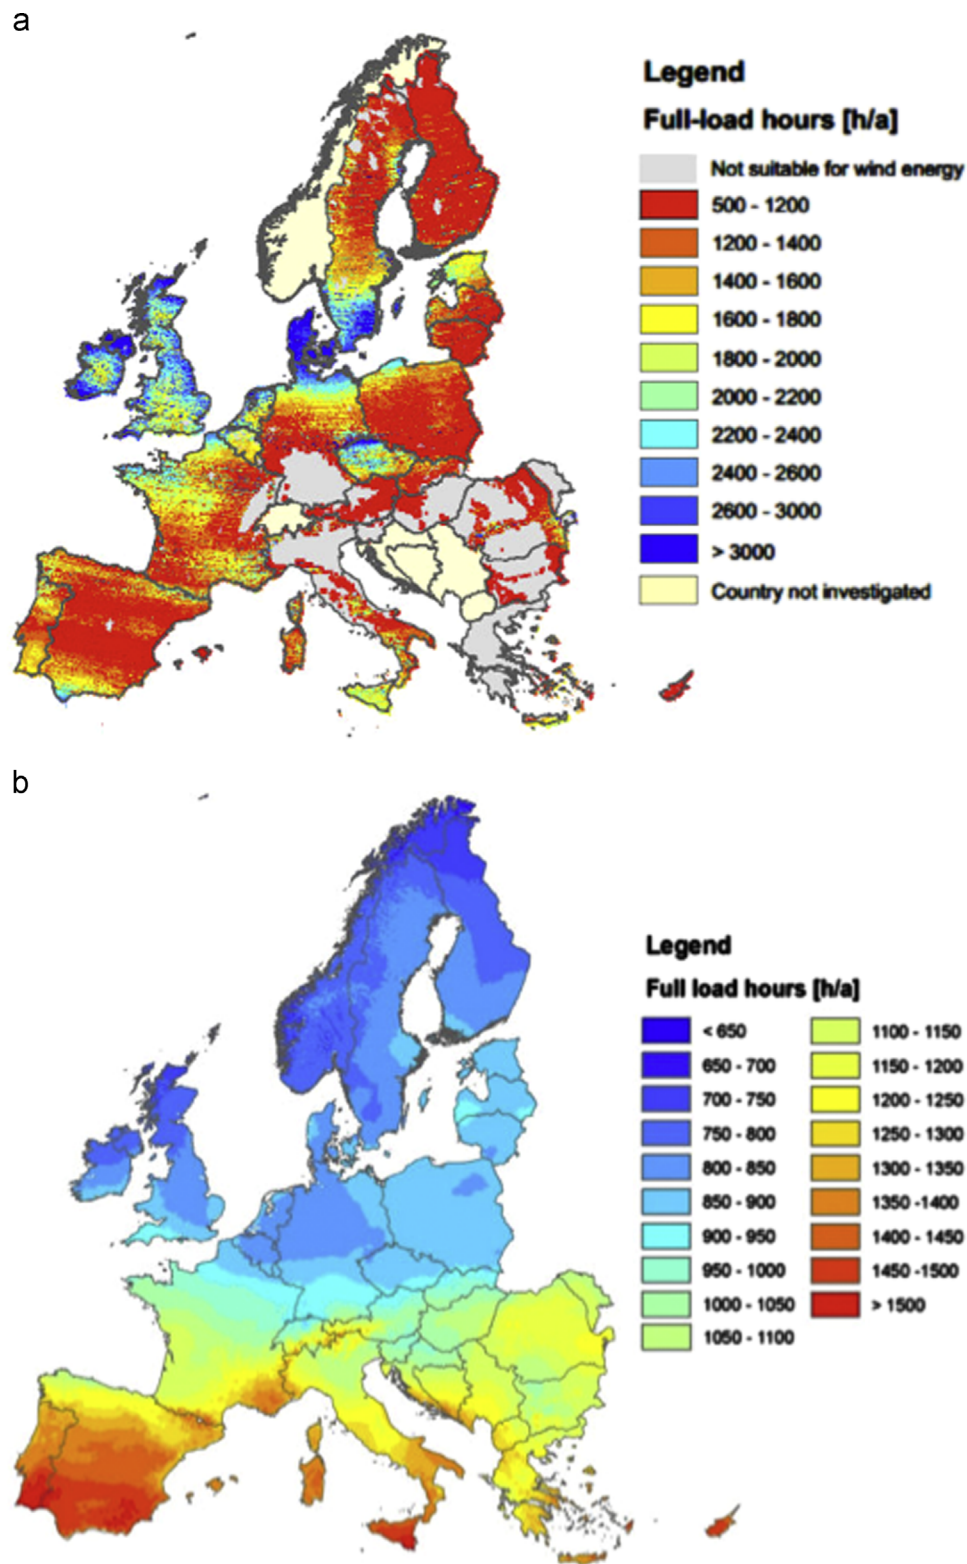 a
Legend
Full-load hours [h/a]
Not suitable for wind energy
500 - 1200
1200 - 1400
1400 - 1600
1600 - 1800
1800 - 2000
2000 - 2200
2200 - 2400
2400 - 2600
2600 - 3000
> 3000
Country not investigated
b
Legend
Full load hours [h/a]
< 650
650 - 700
700 - 750
750 - 800
800 - 850
850 - 900
900 - 950
950 - 1000
1000 - 1050
1050 - 1100
1100 - 1150
1150 - 1200
1200 - 1250
1250 - 1300
1300 - 1350
1350 -1400
1400 - 1450
1450 -1500
> 1500